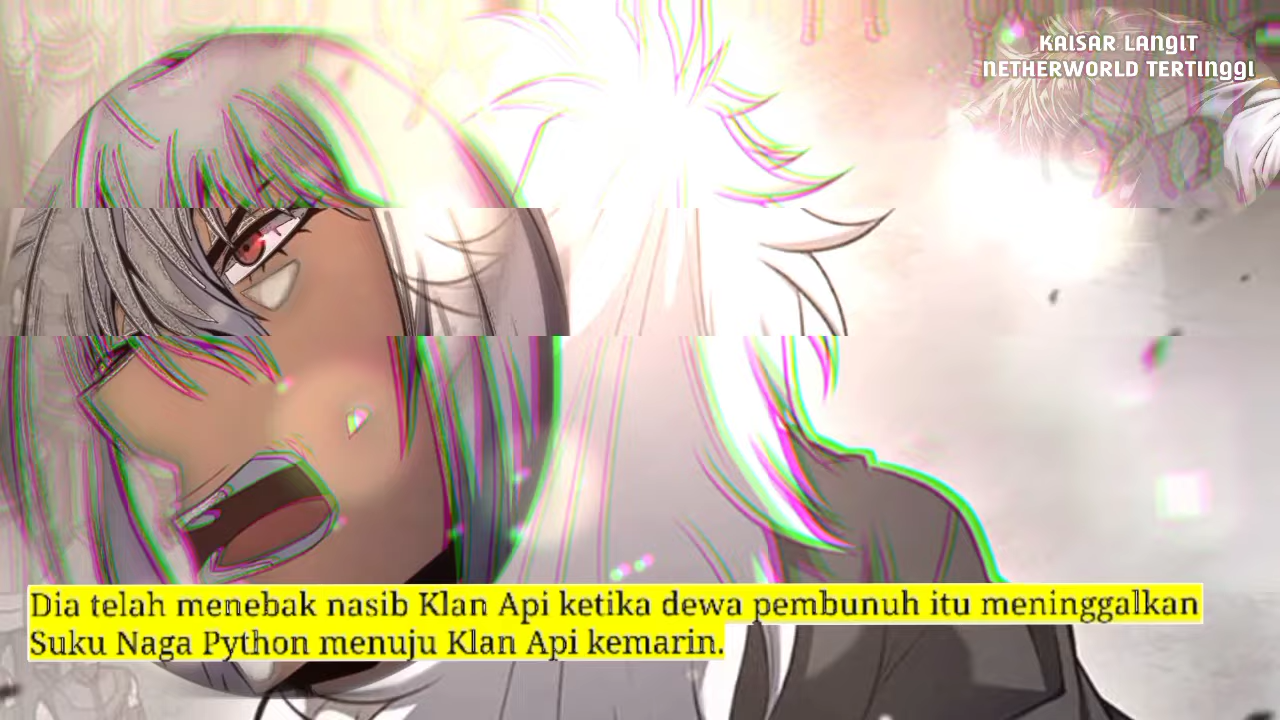 KAISAR LANGIT
NETHERWORLD TERTINGGI
Dia telah menebak nasib Klan Api ketika dewa pembunuh itu meninggalkan
Suku Naga Python menuju Klan Api kemarin.